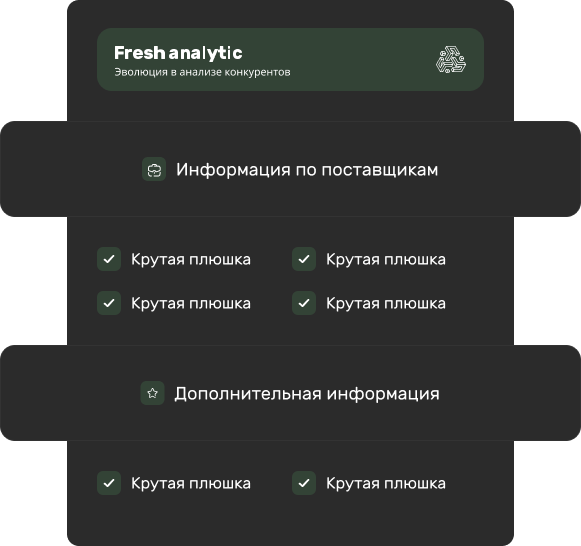 Fresh analytic
Эволюция в анализе конкурентов
Информация по поставщикам
Крутая плюшка Крутая плюшка
Крутая плюшка Крутая плюшка
Дополнительная информация
Крутая плюшка Крутая плюшка